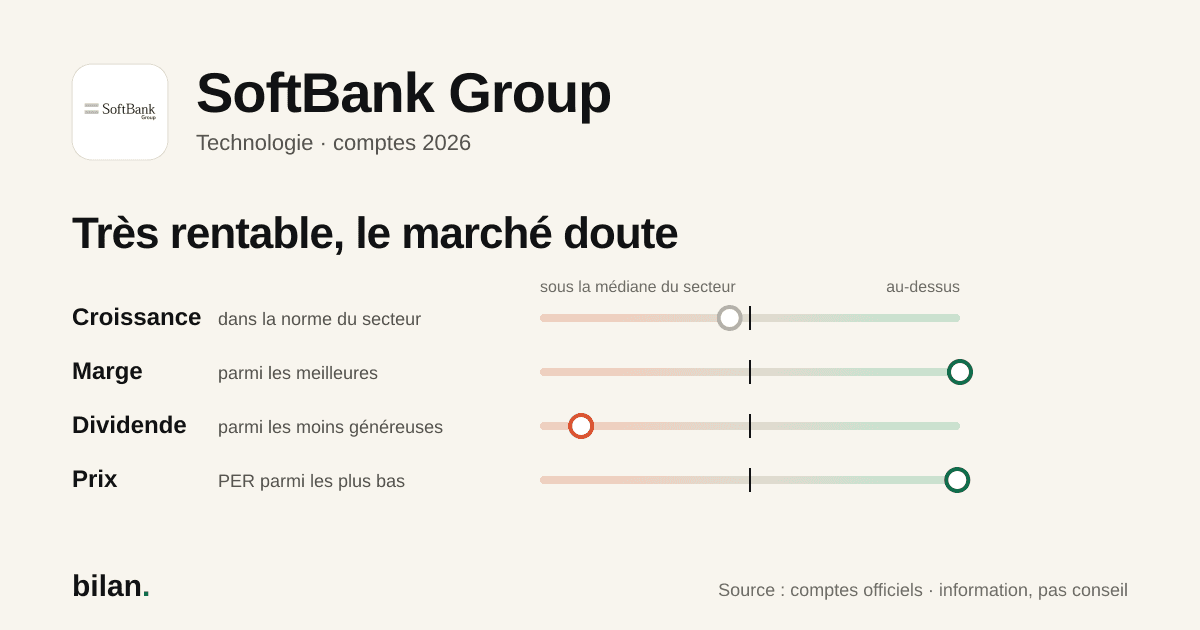 SoftBank
Group
SoftBank Group
Technologie · comptes 2026
Très rentable, le marché doute
sous la médiane du secteur au-dessus
Croissance dans la norme du secteur
Marge parmi les meilleures
Dividende parmi les moins généreuses
Prix PER parmi les plus bas
bilan.
Source : comptes officiels · information, pas conseil